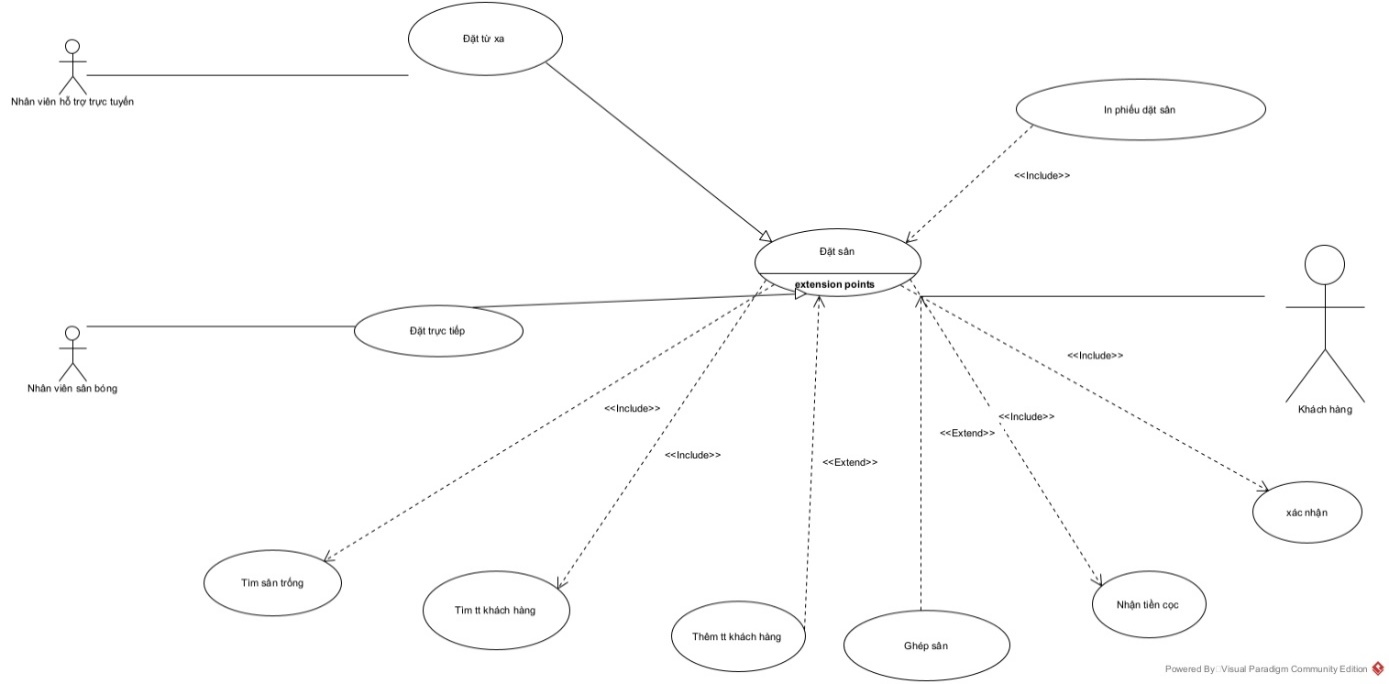 Đặt từ xa
Nhân viên hỗ trợ trực tuyến
In phiếu dặt sân
<<Include>>
Đặt sân
extension points
Đặt trực tiếp
Nhân viên sân bóng
Khách hàng
<<Include>>
<<Include>>
<<Include>>
<<Extend>>
<<Include>>
<<Extend>>
xác nhận
Tìm sân trống
Tìm tt khách hàng
Thêm tt khách hàng
Ghép sân
Nhận tiền cọc
Powered By Visual Paradigm Community Edition